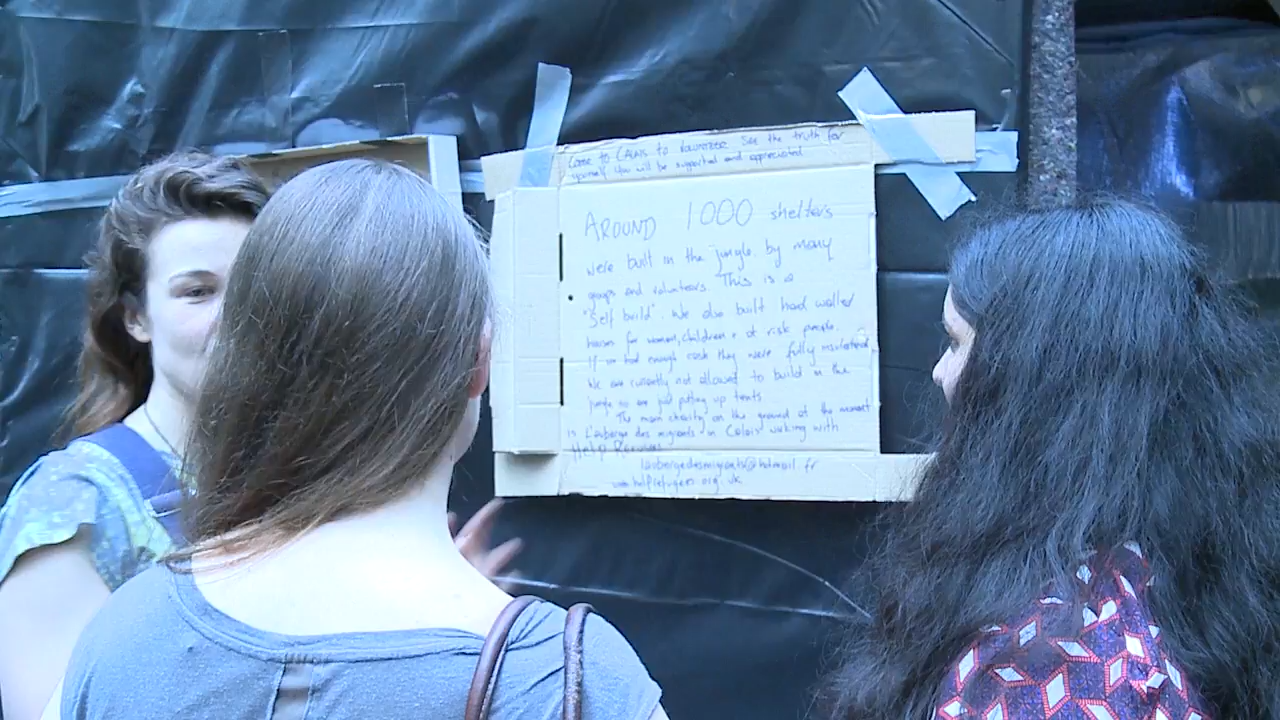 Come to CALAIS to VOLUNTEER. See the truth for
yourself. You will be supported and appreciated
AROUND 1000 shelters
were built in the jungle by many
groups and volunteers. This is a
"Self build". We also built hard walled
houses for women, children + at risk people.
If we had enough cash they were fully insulated
We are currently not allowed to build in the
jungle so are just putting up tents
The main charity on the ground at the moment
is L'auberge des migrants in Calais working with
Help Refugees
laubergedesmigrants@hotmail.fr
www.helprefugees.org.uk